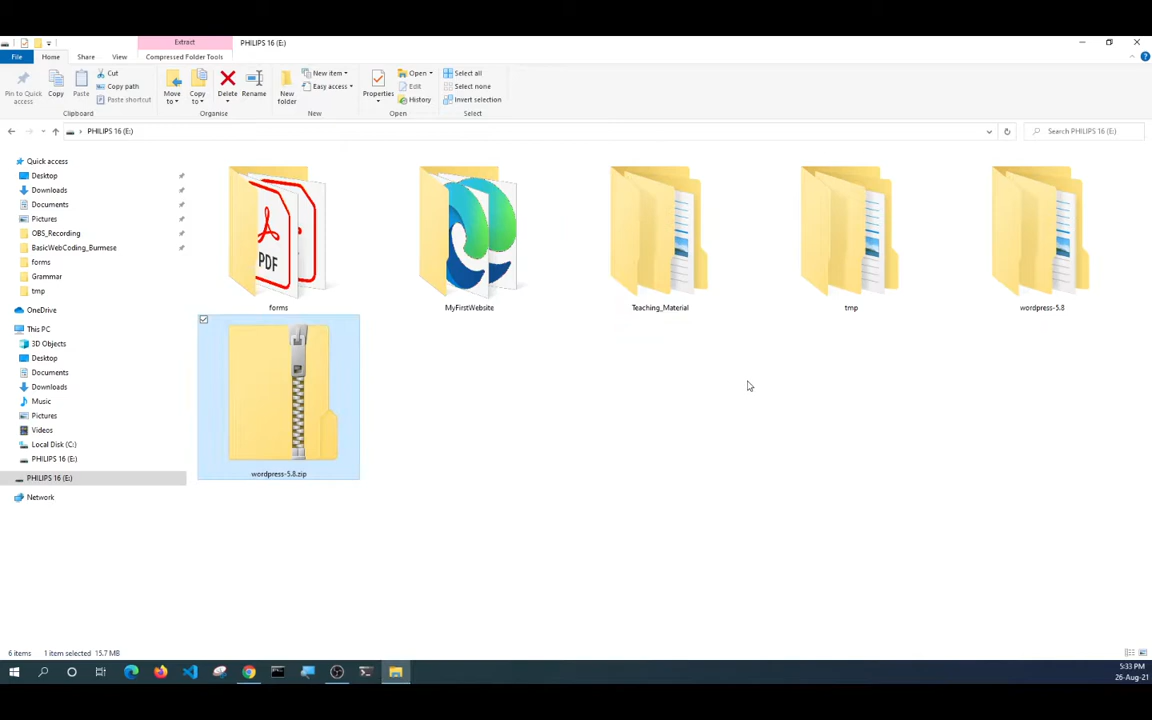 Extract
PHILIPS 16 (E:)
File
Home
Share
View
Compressed Folder Tools
Pin to Quick access
Copy
Paste
Cut
Copy path
Paste shortcut
Clipboard
Move to
Copy to
Delete
Rename
Organise
New folder
New item
Easy access
New
Properties
Open
Edit
History
Open
Select all
Select none
Invert selection
Select
PHILIPS 16 (E:)
Search PHILIPS 16 (E:)
Quick access
Desktop
Downloads
Documents
Pictures
OBS_Recording
BasicWebCoding_Burmese
forms
Grammar
tmp
OneDrive
This PC
3D Objects
Desktop
Documents
Downloads
Music
Pictures
Videos
Local Disk (C:)
PHILIPS 16 (E:)
PHILIPS 16 (E:)
Network
PDF
forms
MyFirstWebsite
Teaching_Material
tmp
wordpress-5.8
wordpress-5.8.zip
6 items
1 item selected 15.7 MB
5:33 PM
26-Aug-21